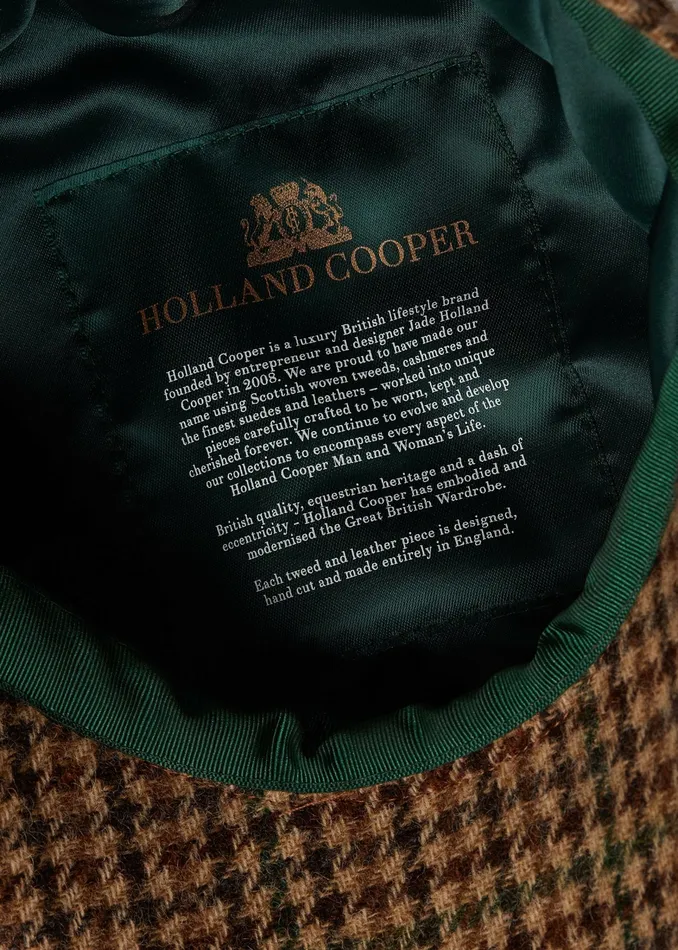 HOLLAND COOPER
Holland Cooper is a luxury British lifestyle brand
founded by entrepreneur and designer Jade Holland
Cooper in 2008. We are proud to have made our
name using Scottish woven tweeds, cashmeres and
the finest suedes and leathers – worked into unique
pieces carefully crafted to be worn, kept and
cherished forever. We continue to evolve and develop
our collections to encompass every aspect of the
Holland Cooper Man and Woman's Life.
British quality, equestrian heritage and a dash of
eccentricity - Holland Cooper has embodied and
modernised the Great British Wardrobe.
Each tweed and leather piece is designed,
hand cut and made entirely in England.